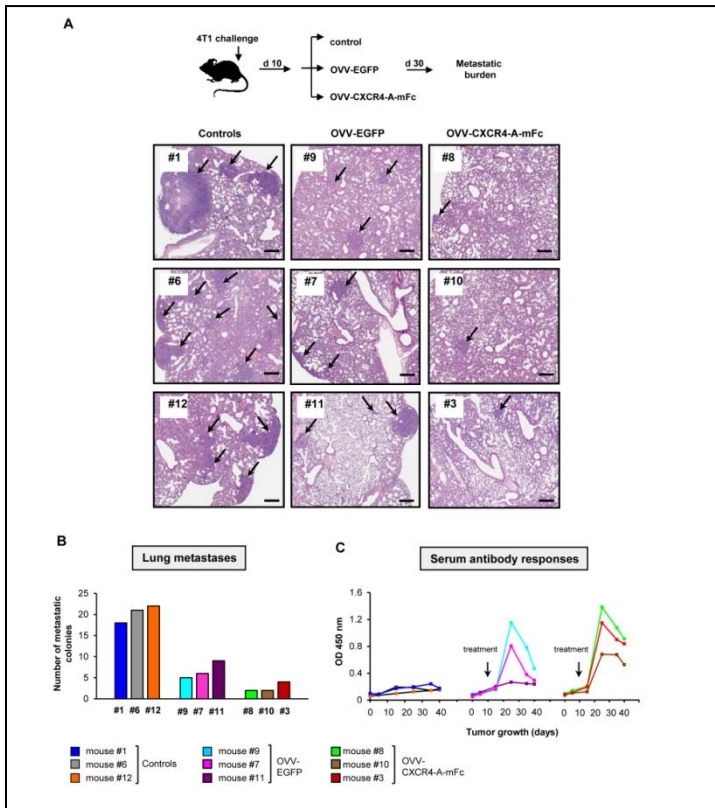 A
4T1 challenge
control
d 10
OVV-EGFP
d 30
Metastatic
burden
OVV-CXCR4-A-mFc
Controls
OVV-EGFP
OVV-CXCR4-A-mFc
#1
#9
#8
#6
#7
#10
#12
#11
#3
B
Lung metastases
C
Serum antibody responses
Number of metastatic
colonies
25
20
15
10
5
0
#1 #6 #12
#9 #7 #11
#8 #10 #3
OD 450 nm
1.6
1.2
0.8
0.4
0.0
treatment
treatment
0 10 20 30 40
0 10 20 30 40
0 10 20 30 40
Tumor growth (days)
mouse #1
mouse #6
mouse #12
Controls
mouse #9
mouse #7
mouse #11
OVV-
EGFP
mouse #8
mouse #10
mouse #3
OVV-
CXCR4-A-mFc